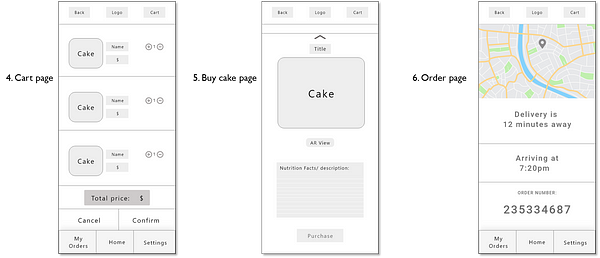 4. Cart page
Back
Logo
Cart
Cake
Name
$
1
Cake
Name
$
1
Cake
Name
$
1
Total price: $
Cancel
Confirm
My
Orders
Home
Settings
5. Buy cake page
Back
Logo
Cart
Title
Cake
AR View
Nutrition Facts/ description:
Purchase
6. Order page
Back
Logo
Cart
Delivery is
12 minutes away
Arriving at
7:20pm
ORDER NUMBER:
235334687
My
Orders
Home
Settings